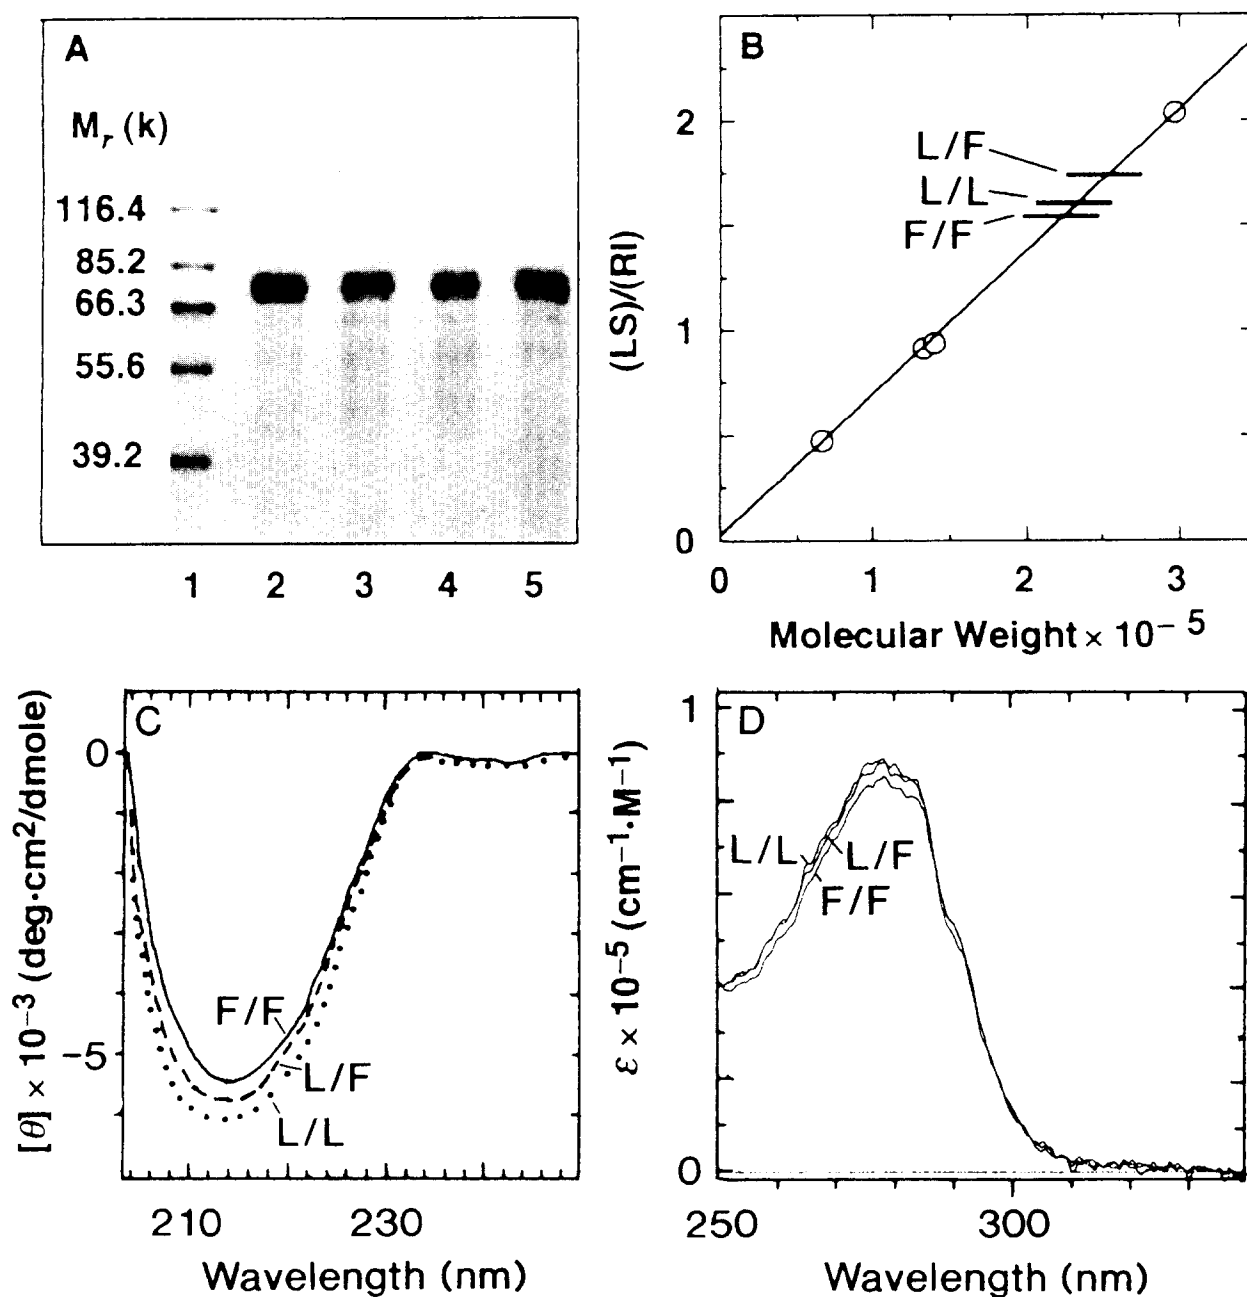 A
M_r (k)
116.4
85.2
66.3
55.6
39.2
1 2 3 4 5
B
(LS)/(RI)
2
1
0
L/F
L/L
F/F
0 1 2 3
Molecular Weight × 10⁻⁵
C
[θ] × 10⁻³ (deg·cm²/dmole)
0
−5
F/F
L/F
L/L
210 230
Wavelength (nm)
D
ε × 10⁻⁵ (cm⁻¹·M⁻¹)
1
0
L/L
L/F
F/F
250 300
Wavelength (nm)